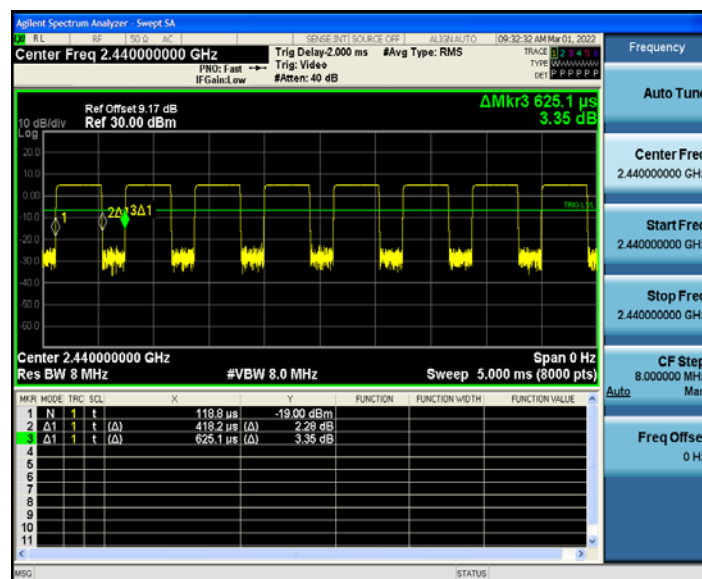 Agilent Spectrum Analyzer - Swept SA
RL RF 50 Ω AC SENSE:INT SOURCE OFF ALIGN AUTO 09:32:32 AM Mar 01, 2022
Center Freq 2.440000000 GHz
Trig Delay-2.000 ms #Avg Type: RMS
TRACE 1 2 3 4 5 6
PNO: Fast Trig: Video
TYPE WWWWWW
IFGain:Low #Atten: 40 dB
DET P P P P P P
ΔMkr3 625.1 µs
3.35 dB
Ref Offset 9.17 dB
10 dB/div Ref 30.00 dBm
Log
20.0
10.0
0.00
TRIG LVL
-10.0
1 2Δ1 3Δ1
-20.0
-30.0
-40.0
-50.0
-60.0
Center 2.440000000 GHz Span 0 Hz
Res BW 8 MHz #VBW 8.0 MHz Sweep 5.000 ms (8000 pts)
MKR MODE TRC SCL X Y FUNCTION FUNCTION WIDTH FUNCTION VALUE
1 N 1 t 118.8 µs -19.00 dBm
2 Δ1 1 t (Δ) 418.2 µs (Δ) 2.28 dB
3 Δ1 1 t (Δ) 625.1 µs (Δ) 3.35 dB
4
5
6
7
8
9
10
11
MSG STATUS
Frequency
Auto Tune
Center Freq
2.440000000 GHz
Start Freq
2.440000000 GHz
Stop Freq
2.440000000 GHz
CF Step
8.000000 MHz
Auto Man
Freq Offset
0 Hz